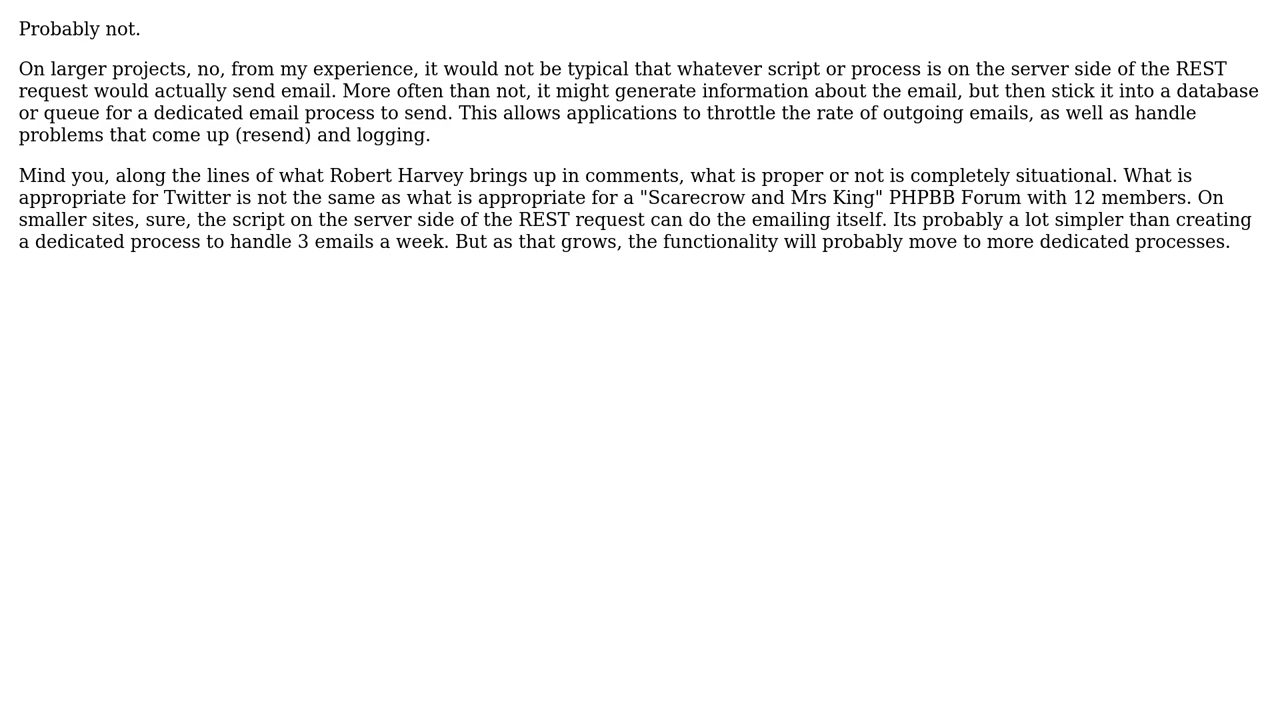 Probably not.
On larger projects, no, from my experience, it would not be typical that whatever script or process is on the server side of the REST
request would actually send email. More often than not, it might generate information about the email, but then stick it into a database
or queue for a dedicated email process to send. This allows applications to throttle the rate of outgoing emails, as well as handle
problems that come up (resend) and logging.
Mind you, along the lines of what Robert Harvey brings up in comments, what is proper or not is completely situational. What is
appropriate for Twitter is not the same as what is appropriate for a "Scarecrow and Mrs King" PHPBB Forum with 12 members. On
smaller sites, sure, the script on the server side of the REST request can do the emailing itself. Its probably a lot simpler than creating
a dedicated process to handle 3 emails a week. But as that grows, the functionality will probably move to more dedicated processes.